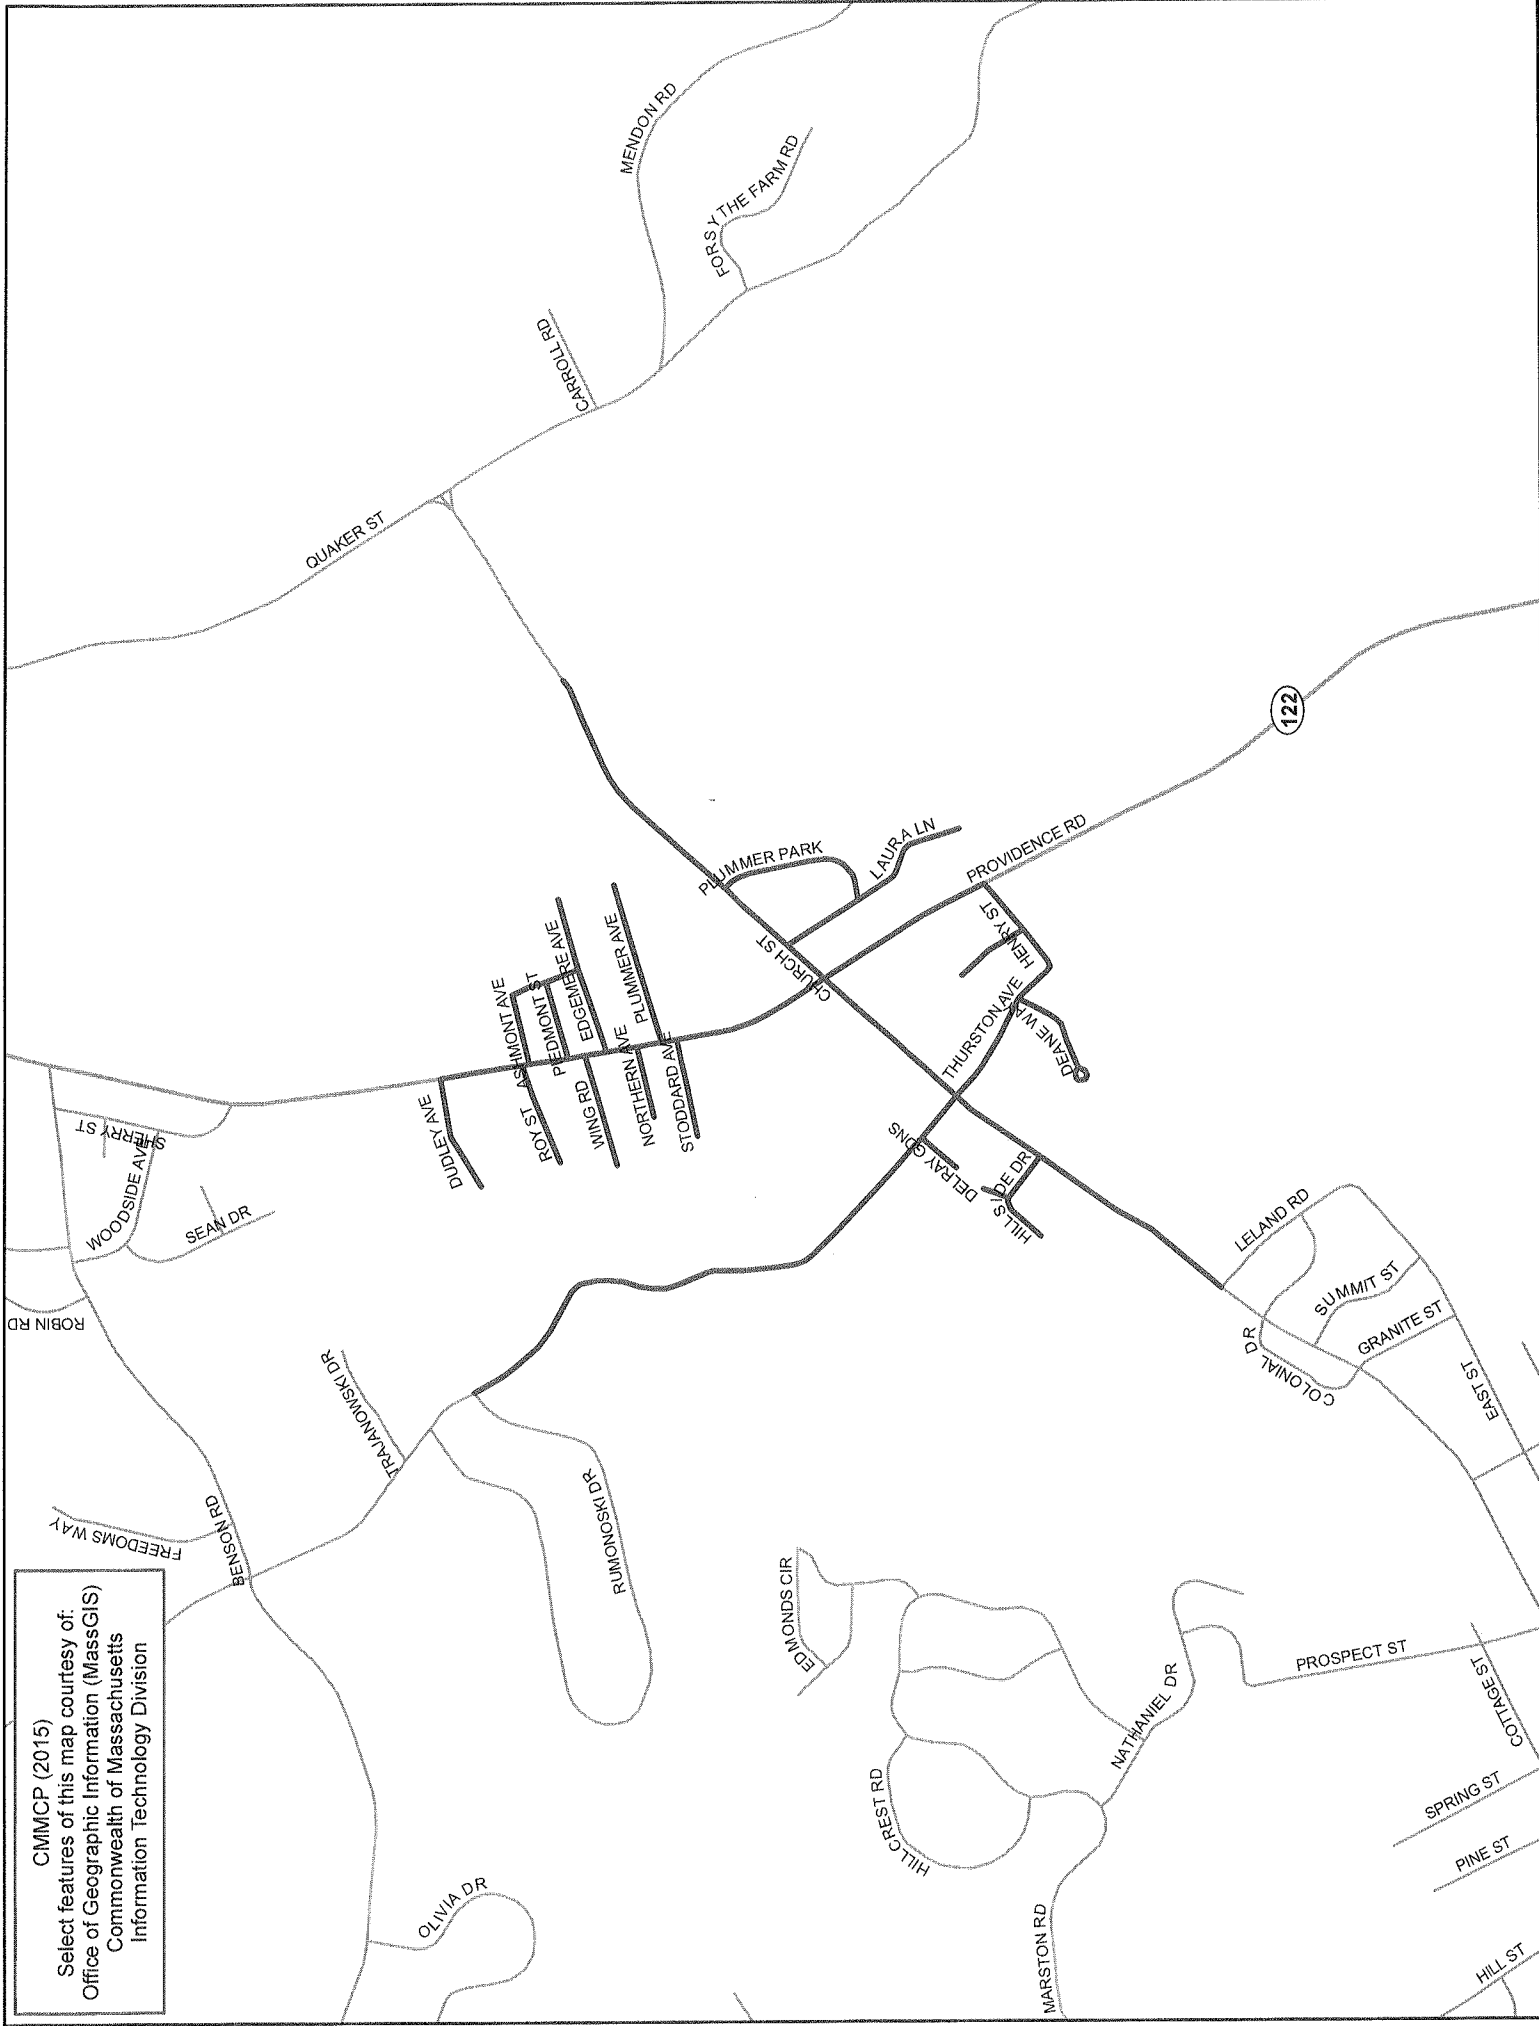 CMMCP (2015)
Select features of this map courtesy of:
Office of Geographic Information (MassGIS)
Commonwealth of Massachusetts
Information Technology Division
MENDON RD
FORSYTHE FARM RD
CARROLL RD
QUAKER ST
122
PLUMMER PARK
LAURA LN
PROVIDENCE RD
CHURCH ST
HENRY ST
HENRY ST
THURSTON AVE
DEANE WAY
ASHMONT AVE
PIEDMONT ST
EDGEMERE AVE
PLUMMER AVE
DUDLEY AVE
ROY ST
WING RD
NORTHERN AVE
STODDARD AVE
DELRAY GDNS
HILLSIDE DR
SHERRY ST
WOODSIDE AVE
SEAN DR
ROBIN RD
TRAJANOWSKI DR
FREEDOMS WAY
BENSON RD
RUMONOSKI DR
LELAND RD
SUMMIT ST
GRANITE ST
COLONIAL DR
EAST ST
EDMONDS CIR
HILLCREST RD
NATHANIEL DR
PROSPECT ST
COTTAGE ST
SPRING ST
PINE ST
HILL ST
MARSTON RD
OLIVIA DR